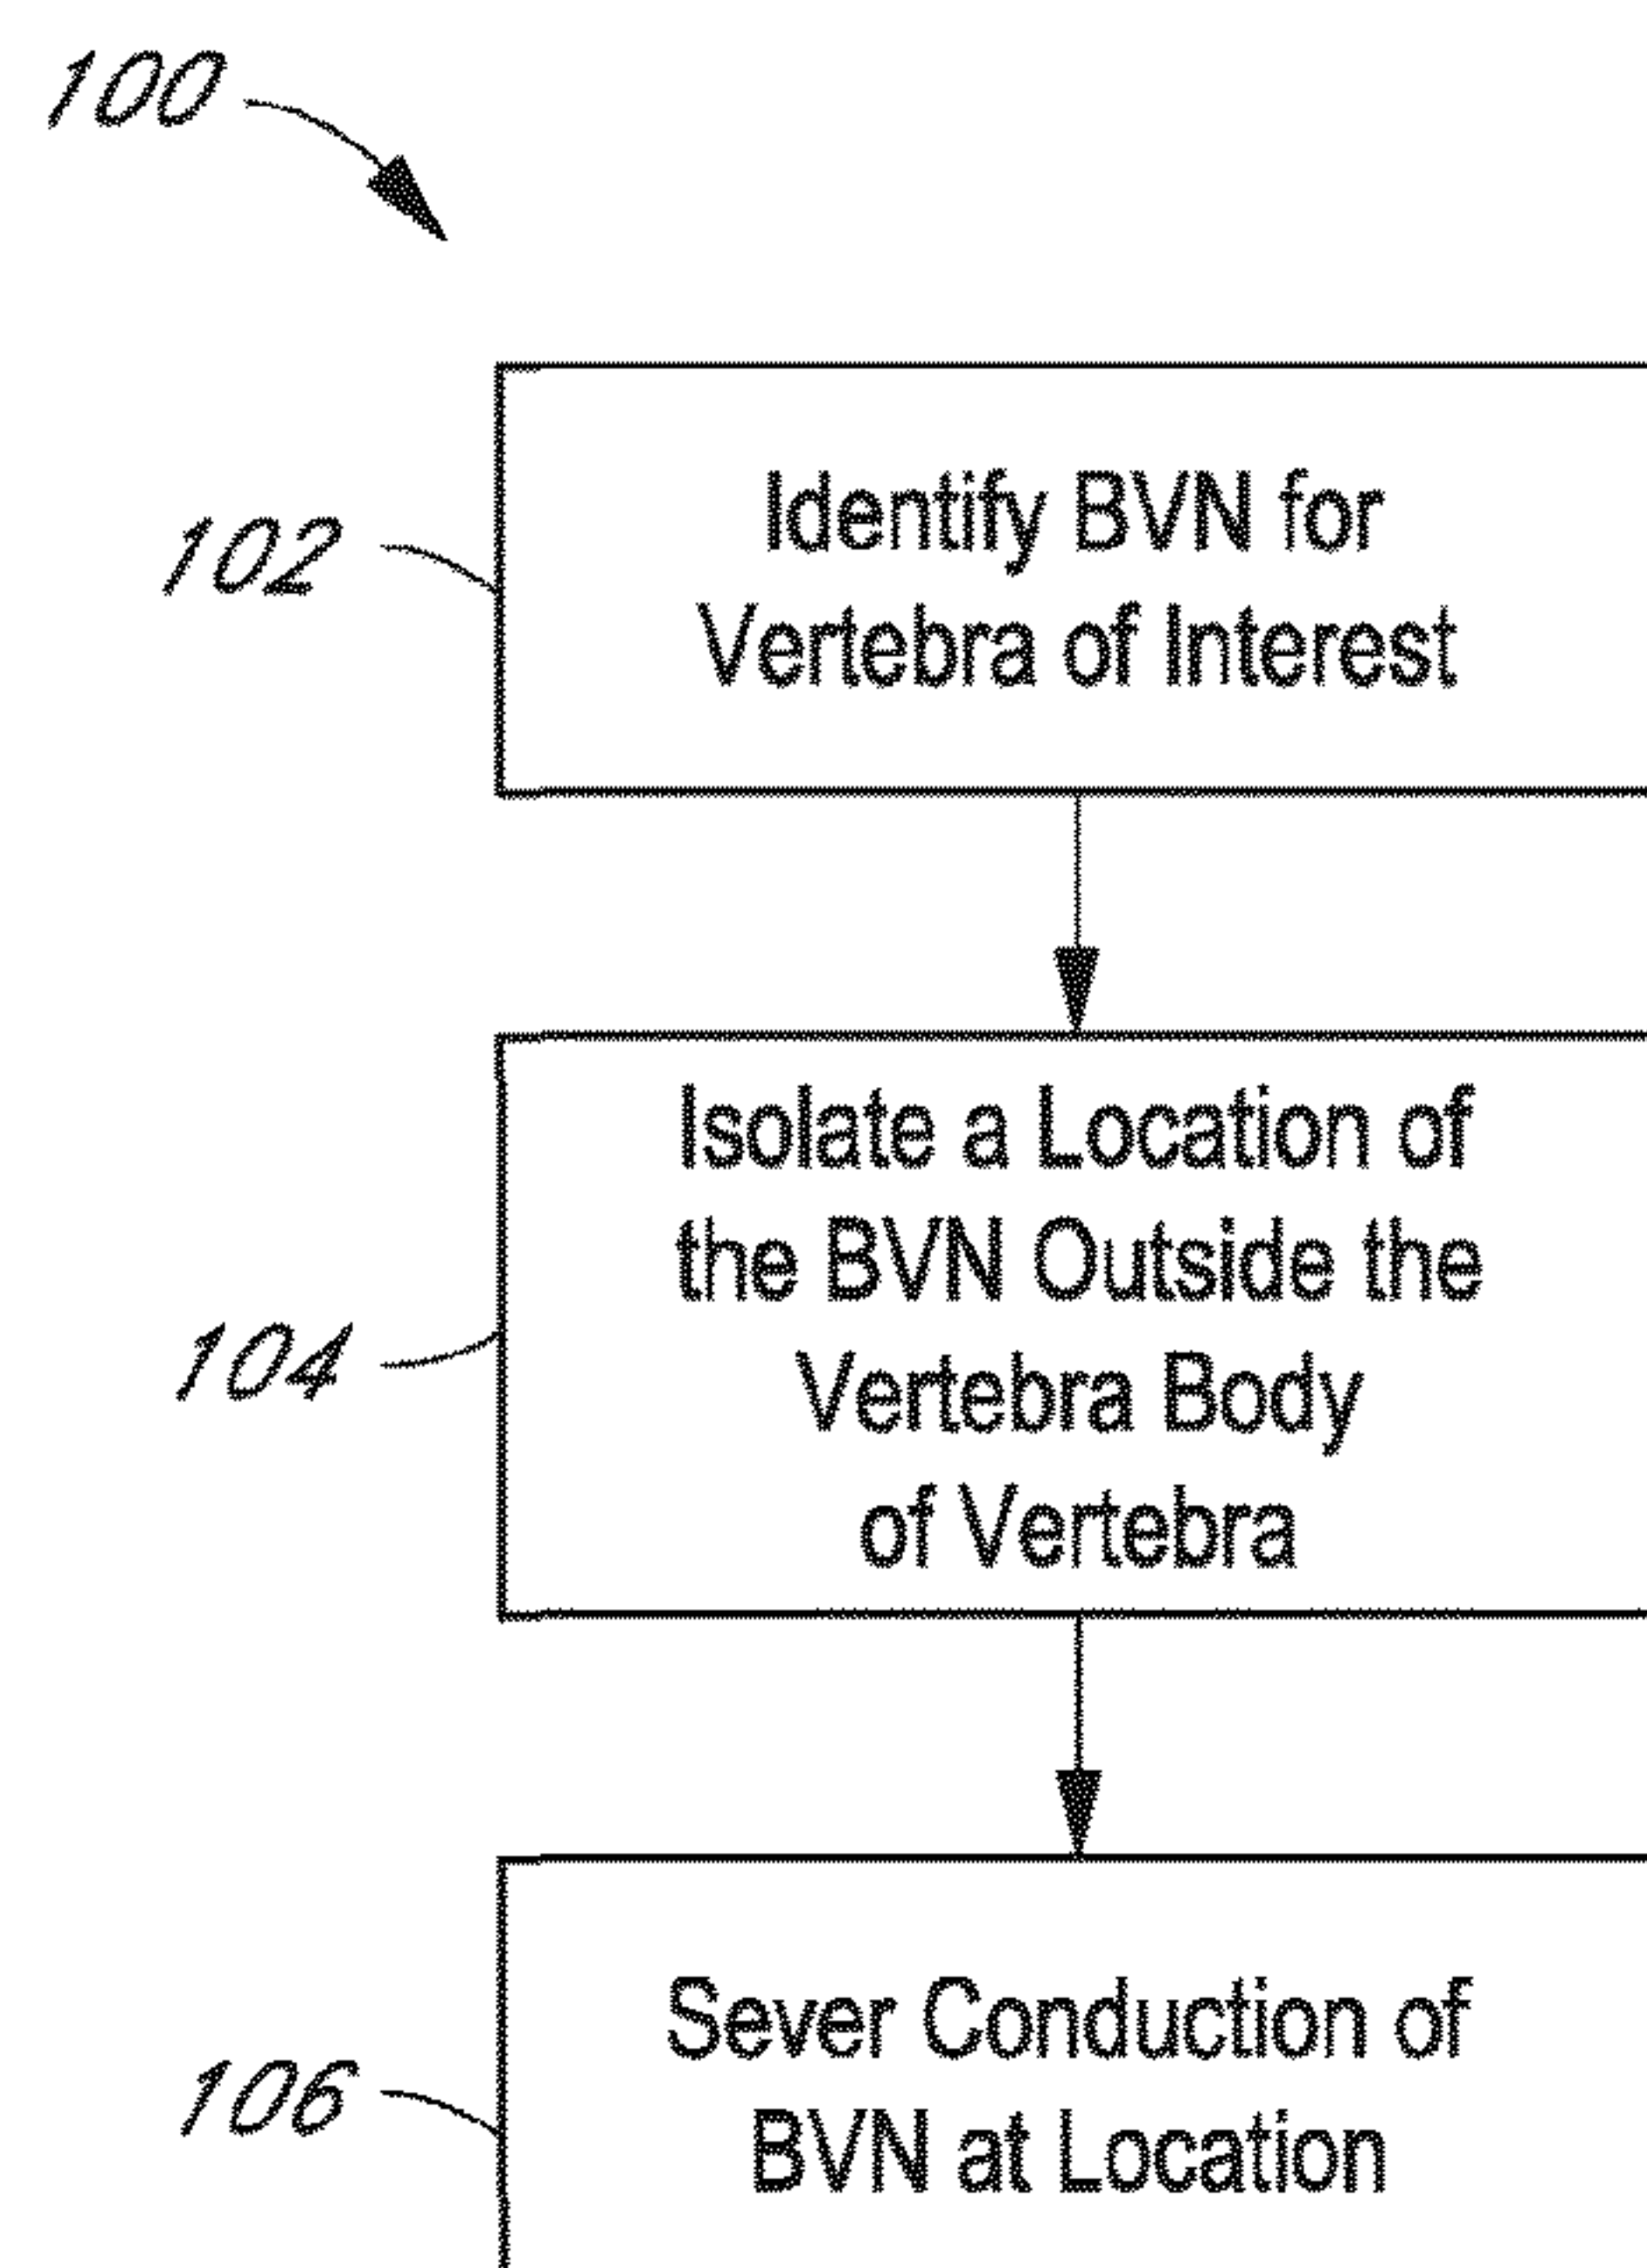 100
102
Identify BVN for
Vertebra of Interest
104
Isolate a Location of
the BVN Outside the
Vertebra Body
of Vertebra
106
Sever Conduction of
BVN at Location